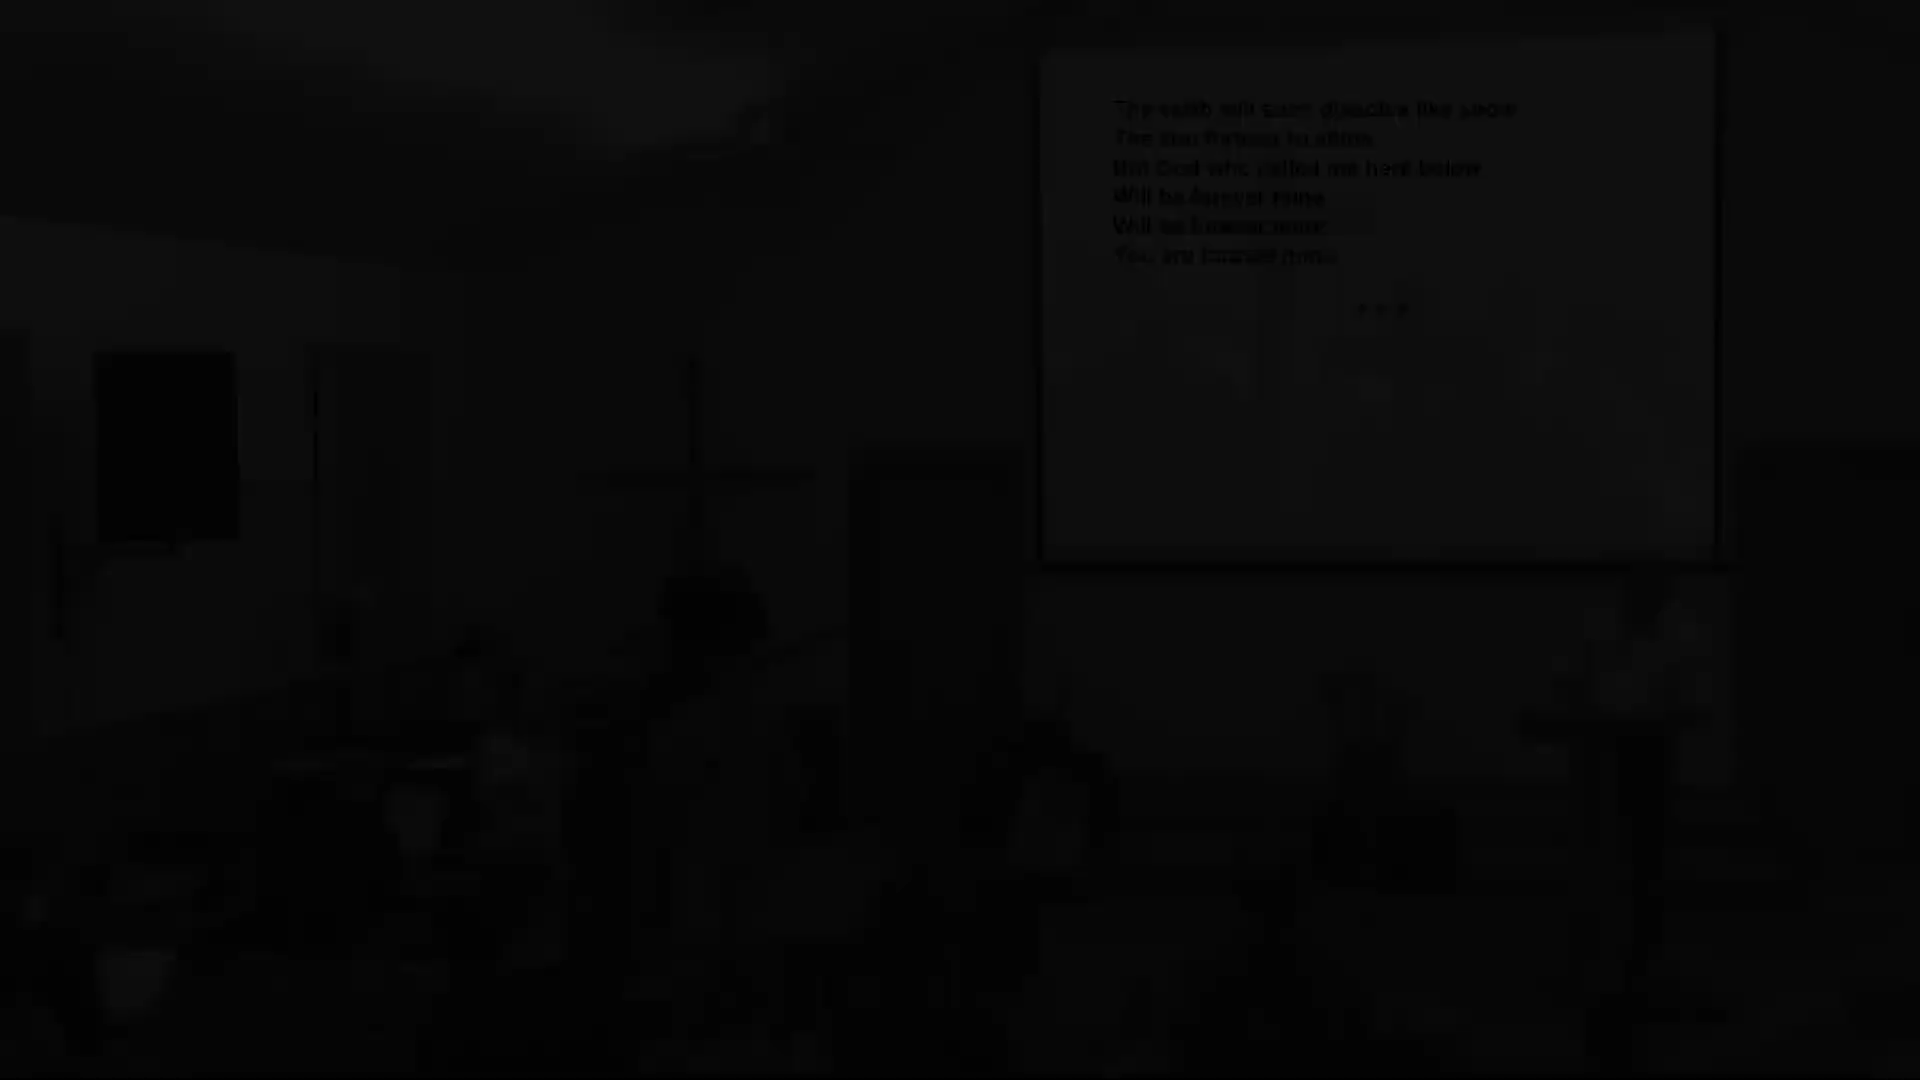 The earth will soon dissolve like snow
The sun forbear to shine
But God who called me here below
Will be forever mine
Will be forever mine
You are forever mine